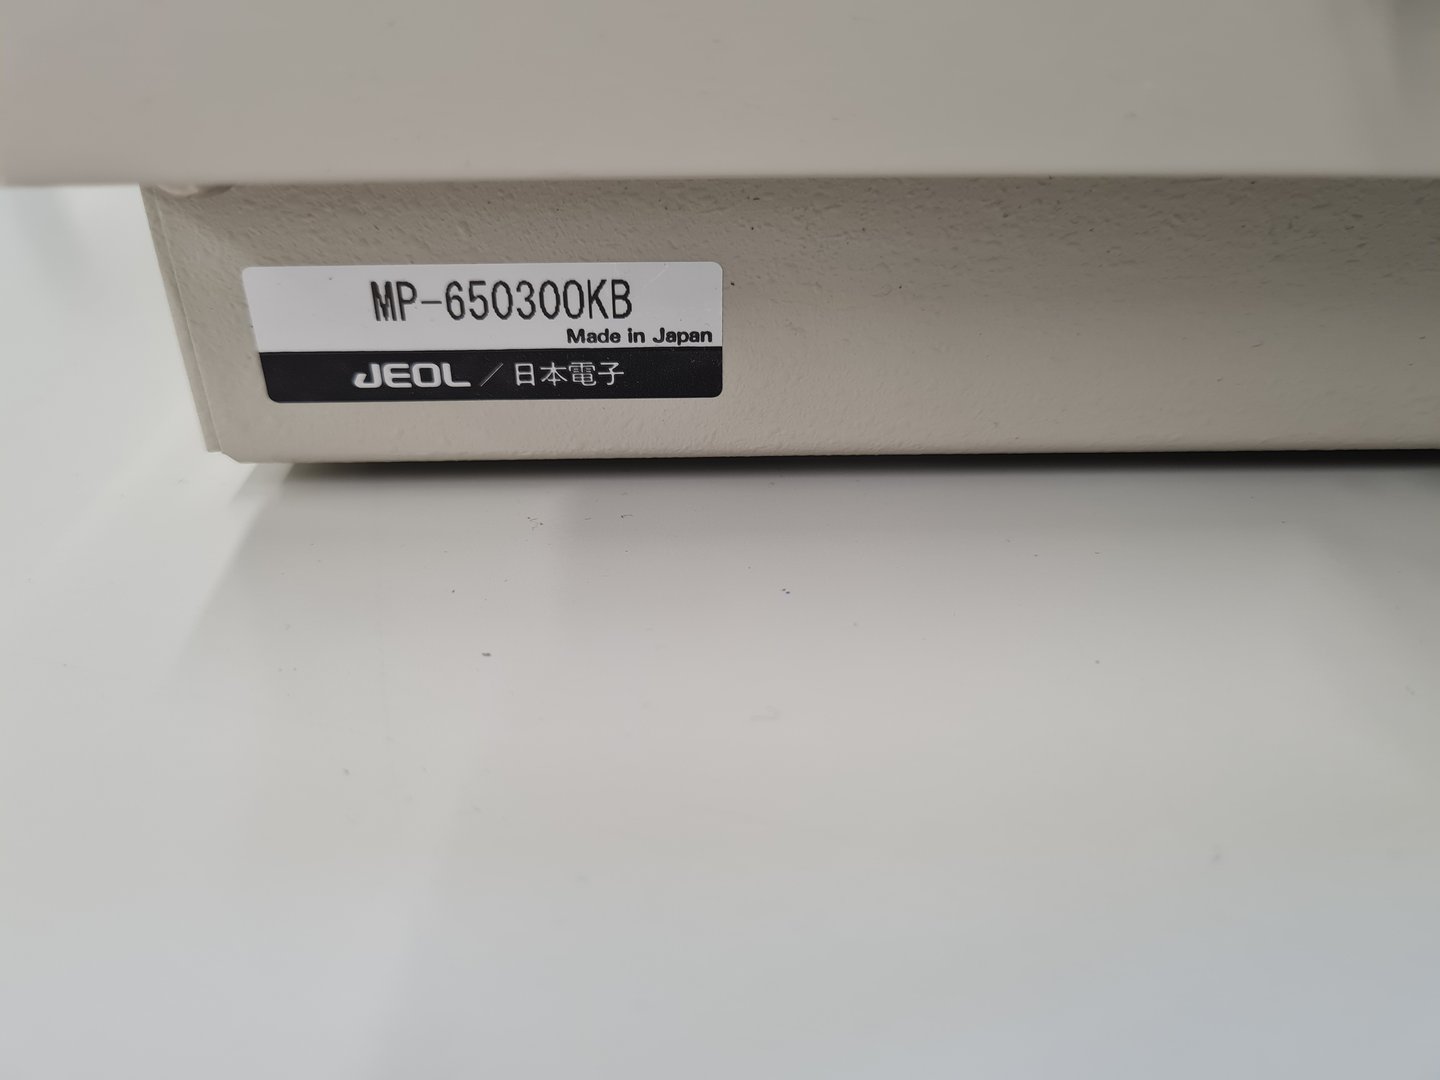 MP-650300KB
Made in Japan
JEOL / 日本電子